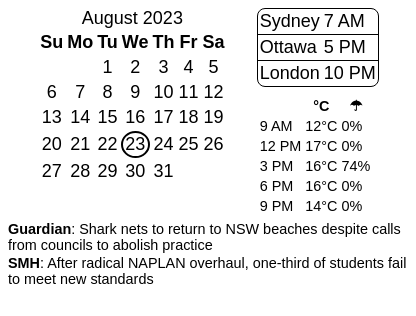 August 2023
Su Mo Tu We Th Fr Sa
1 2 3 4 5
6 7 8 9 10 11 12
13 14 15 16 17 18 19
20 21 22 23 24 25 26
27 28 29 30 31
Sydney 7 AM
Ottawa 5 PM
London 10 PM
°C ☂
9 AM 12°C 0%
12 PM 17°C 0%
3 PM 16°C 74%
6 PM 16°C 0%
9 PM 14°C 0%
Guardian: Shark nets to return to NSW beaches despite calls
from councils to abolish practice
SMH: After radical NAPLAN overhaul, one-third of students fail
to meet new standards